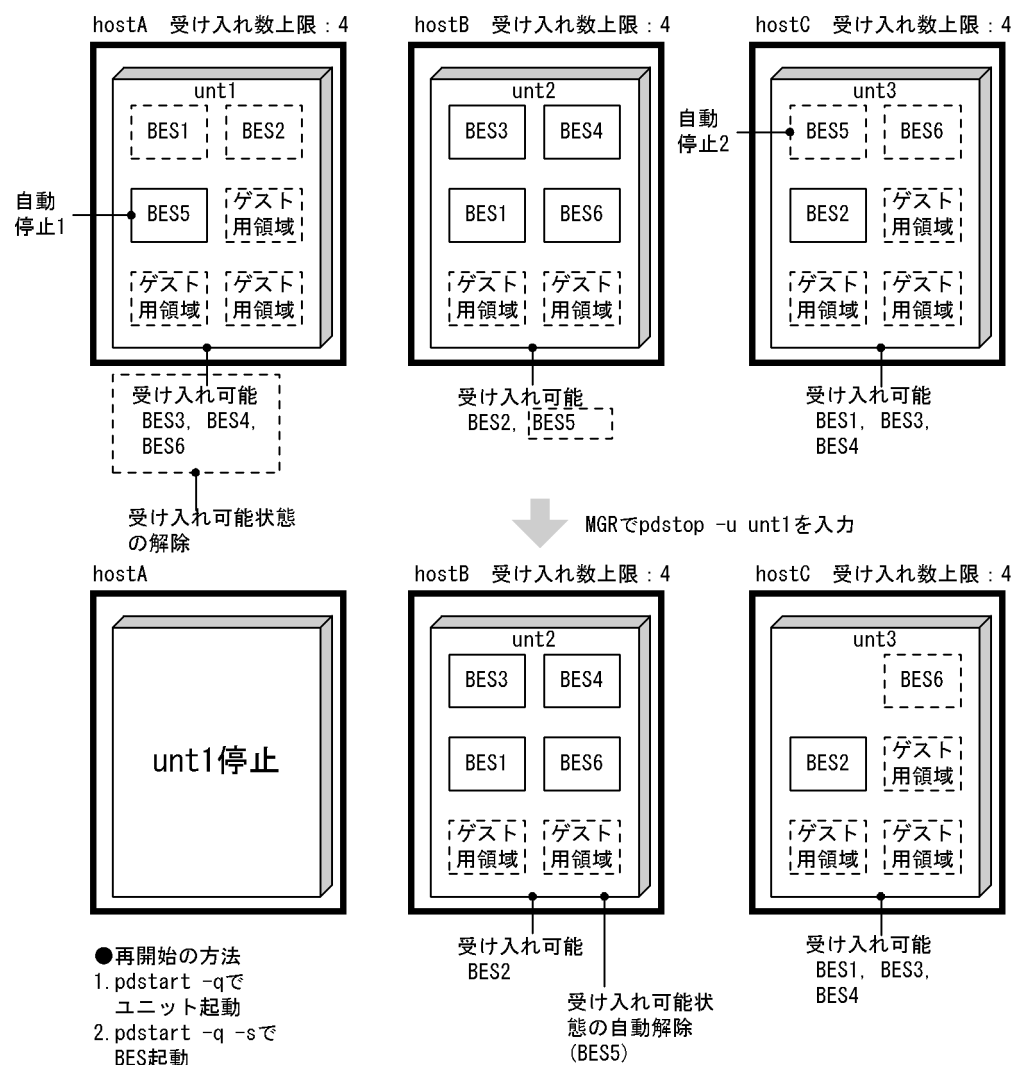 hostA 受け入れ数上限：4
unt1
BES1
BES2
自動
停止1
BES5
ゲスト
用領域
ゲスト
用領域
ゲスト
用領域
受け入れ可能
BES3, BES4,
BES6
受け入れ可能状態
の解除
hostB 受け入れ数上限：4
unt2
BES3
BES4
BES1
BES6
ゲスト
用領域
ゲスト
用領域
受け入れ可能
BES2, BES5
hostC 受け入れ数上限：4
unt3
自動
停止2
BES5
BES6
BES2
ゲスト
用領域
ゲスト
用領域
ゲスト
用領域
受け入れ可能
BES1, BES3,
BES4
MGRでpdstop -u unt1を入力
hostA
unt1停止
●再開始の方法
1.pdstart -qで
ユニット起動
2.pdstart -q -sで
BES起動
hostB 受け入れ数上限：4
unt2
BES3
BES4
BES1
BES6
ゲスト
用領域
ゲスト
用領域
受け入れ可能
BES2
受け入れ可能状
態の自動解除
(BES5)
hostC 受け入れ数上限：4
unt3
BES6
BES2
ゲスト
用領域
ゲスト
用領域
ゲスト
用領域
受け入れ可能
BES1, BES3,
BES4